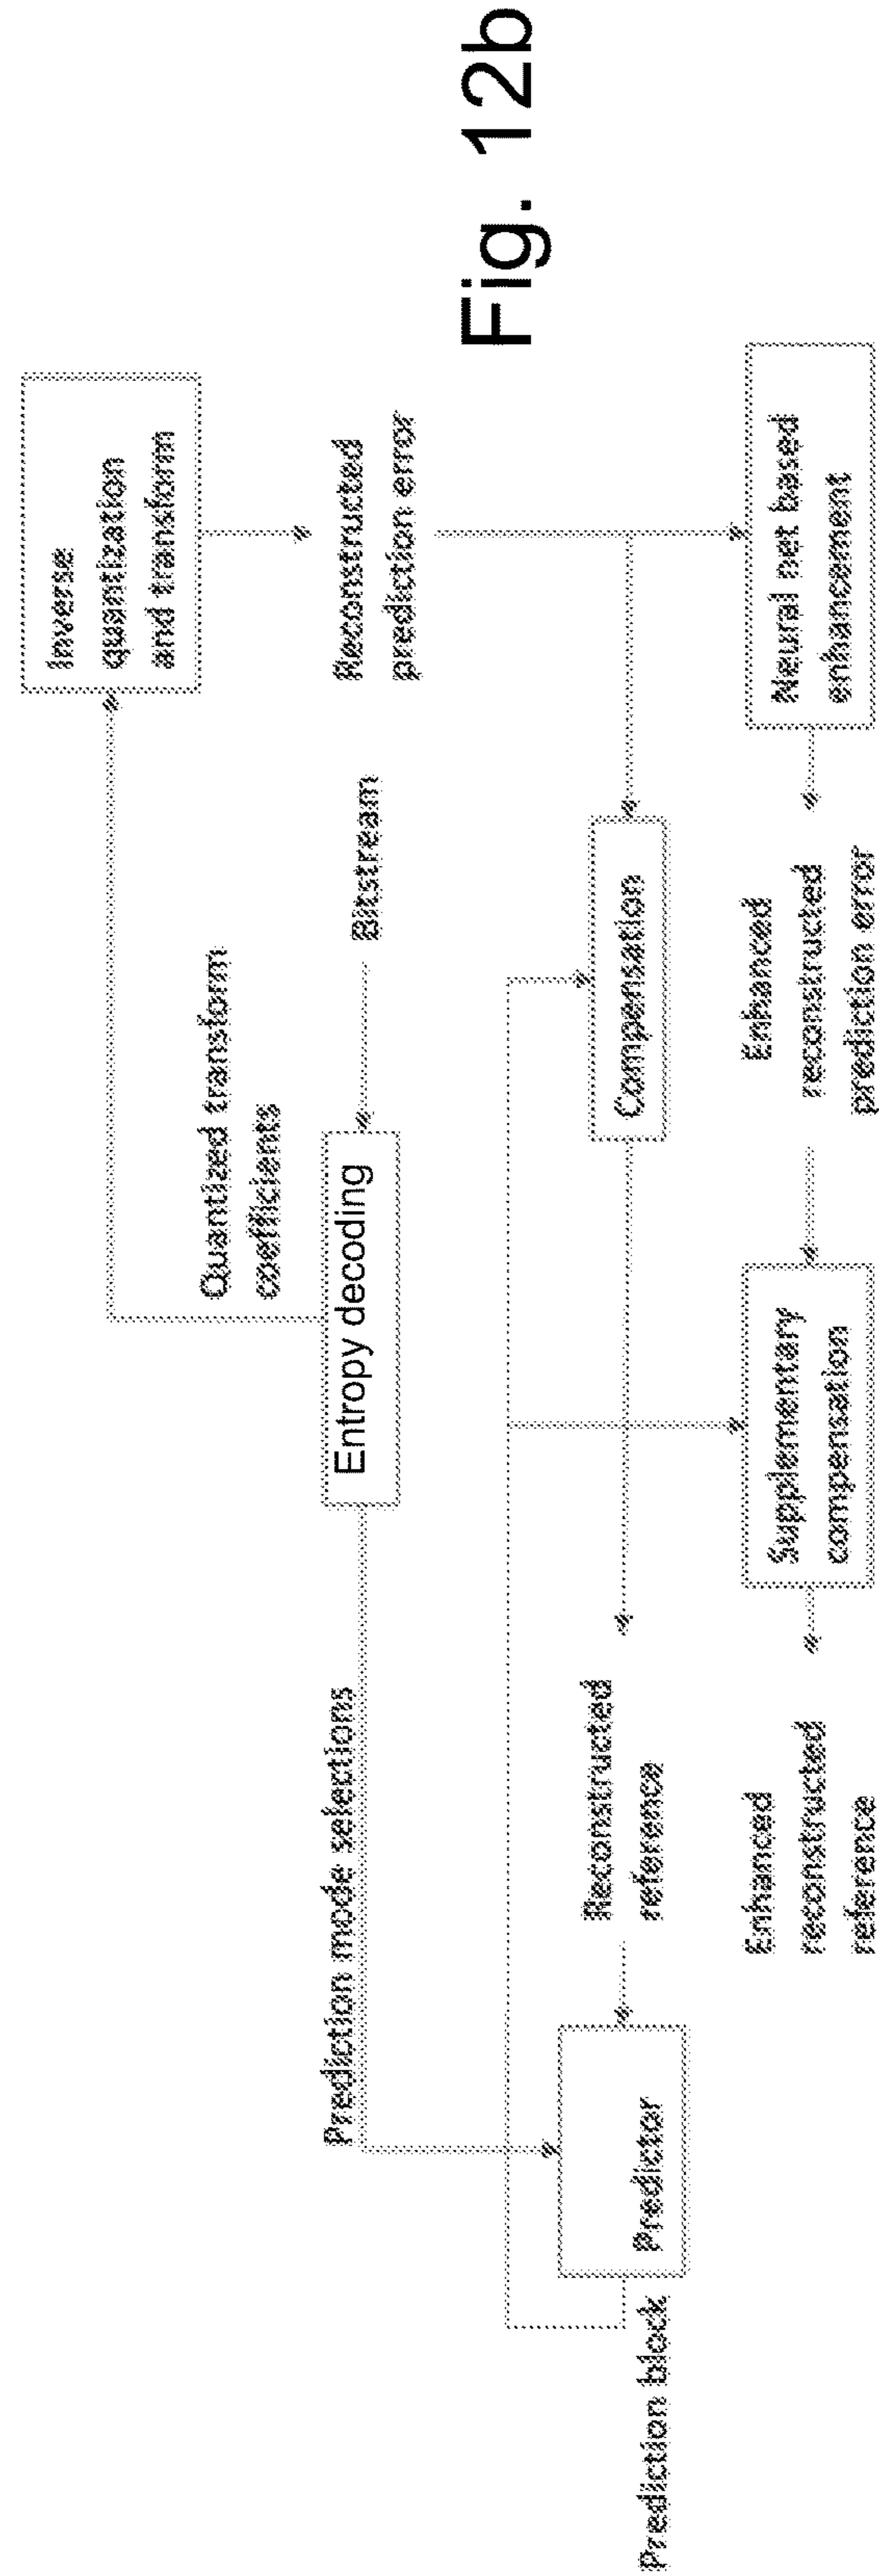 Inverse
quantization
and transform
Quantized transform
coefficients
Prediction mode selections
Entropy decoding
Bitstream
Reconstructed
prediction error
Fig. 12b
Compensation
Reconstructed
reference
Predictor
Prediction block
Neural net based
enhancement
Enhanced
reconstructed
prediction error
Supplementary
compensation
Enhanced
reconstructed
reference